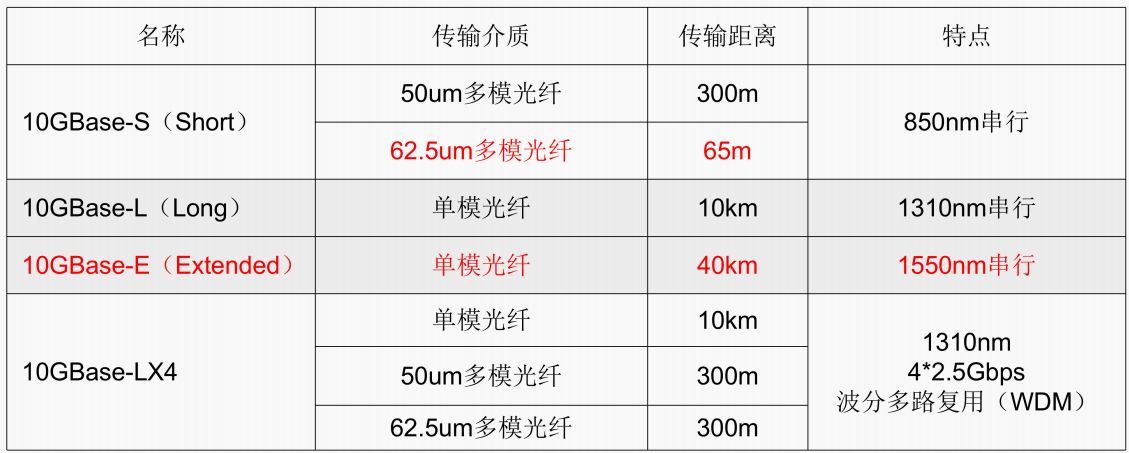 名称 传输介质 传输距离 特点
10GBase-S（Short） 50um多模光纤 300m 850nm串行
62.5um多模光纤 65m
10GBase-L（Long） 单模光纤 10km 1310nm串行
10GBase-E（Extended） 单模光纤 40km 1550nm串行
10GBase-LX4 单模光纤 10km 1310nm
50um多模光纤 300m 4*2.5Gbps
62.5um多模光纤 300m 波分多路复用（WDM）